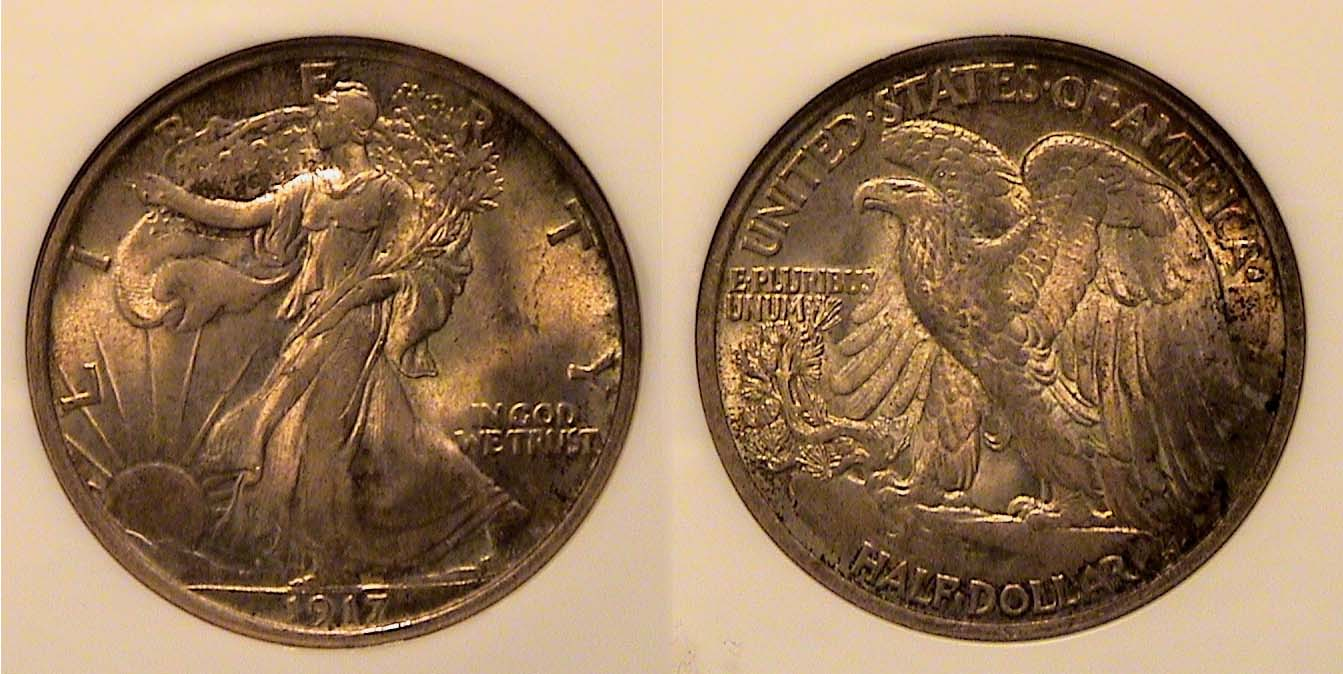 LIBERTY
IN GOD
WE TRUST
1917
UNITED·STATES·OF·AMERICA
E·PLURIBUS
UNUM
HALF·DOLLAR